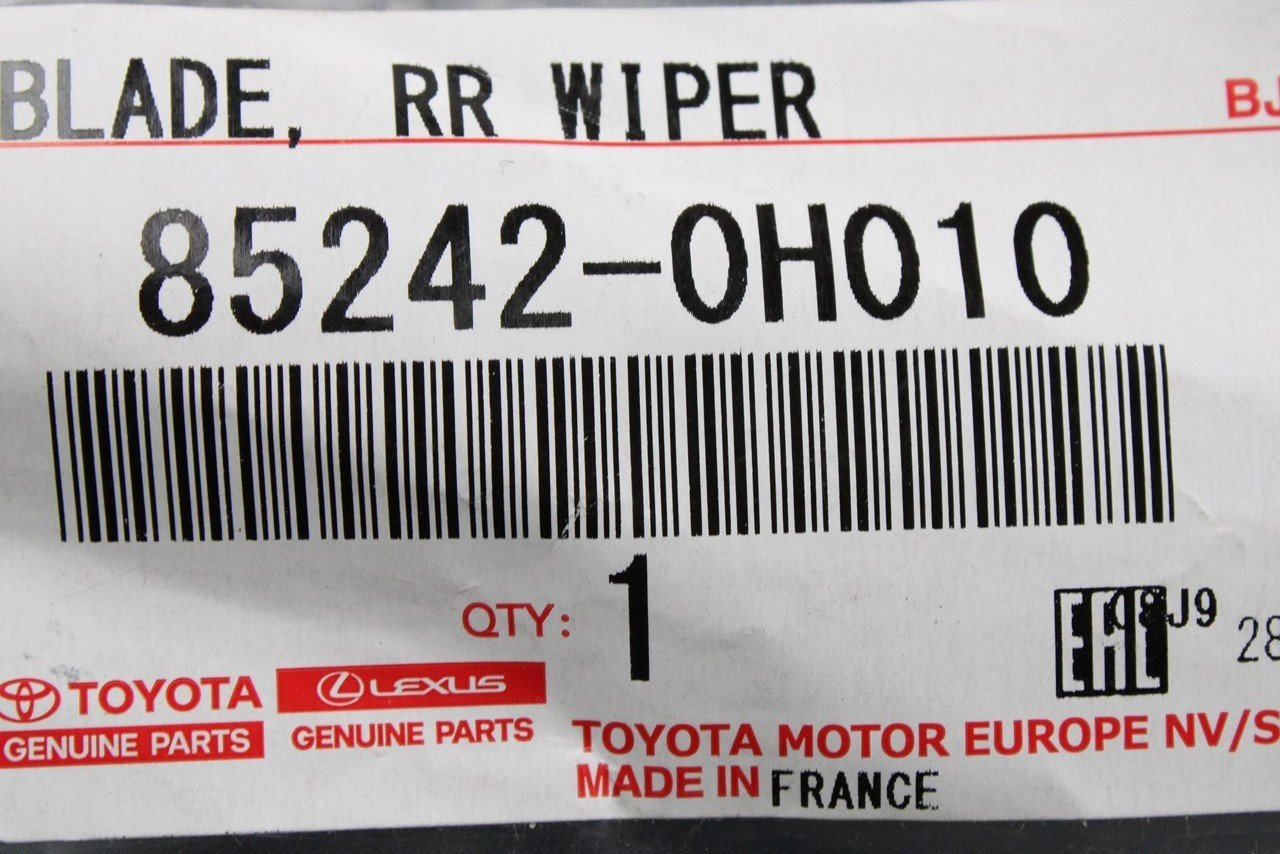 BLADE, RR WIPER
BJ
85242-0H010
QTY: 1
EAC 08J9
28
TOYOTA
GENUINE PARTS
LEXUS
GENUINE PARTS
TOYOTA MOTOR EUROPE NV/S
MADE IN FRANCE